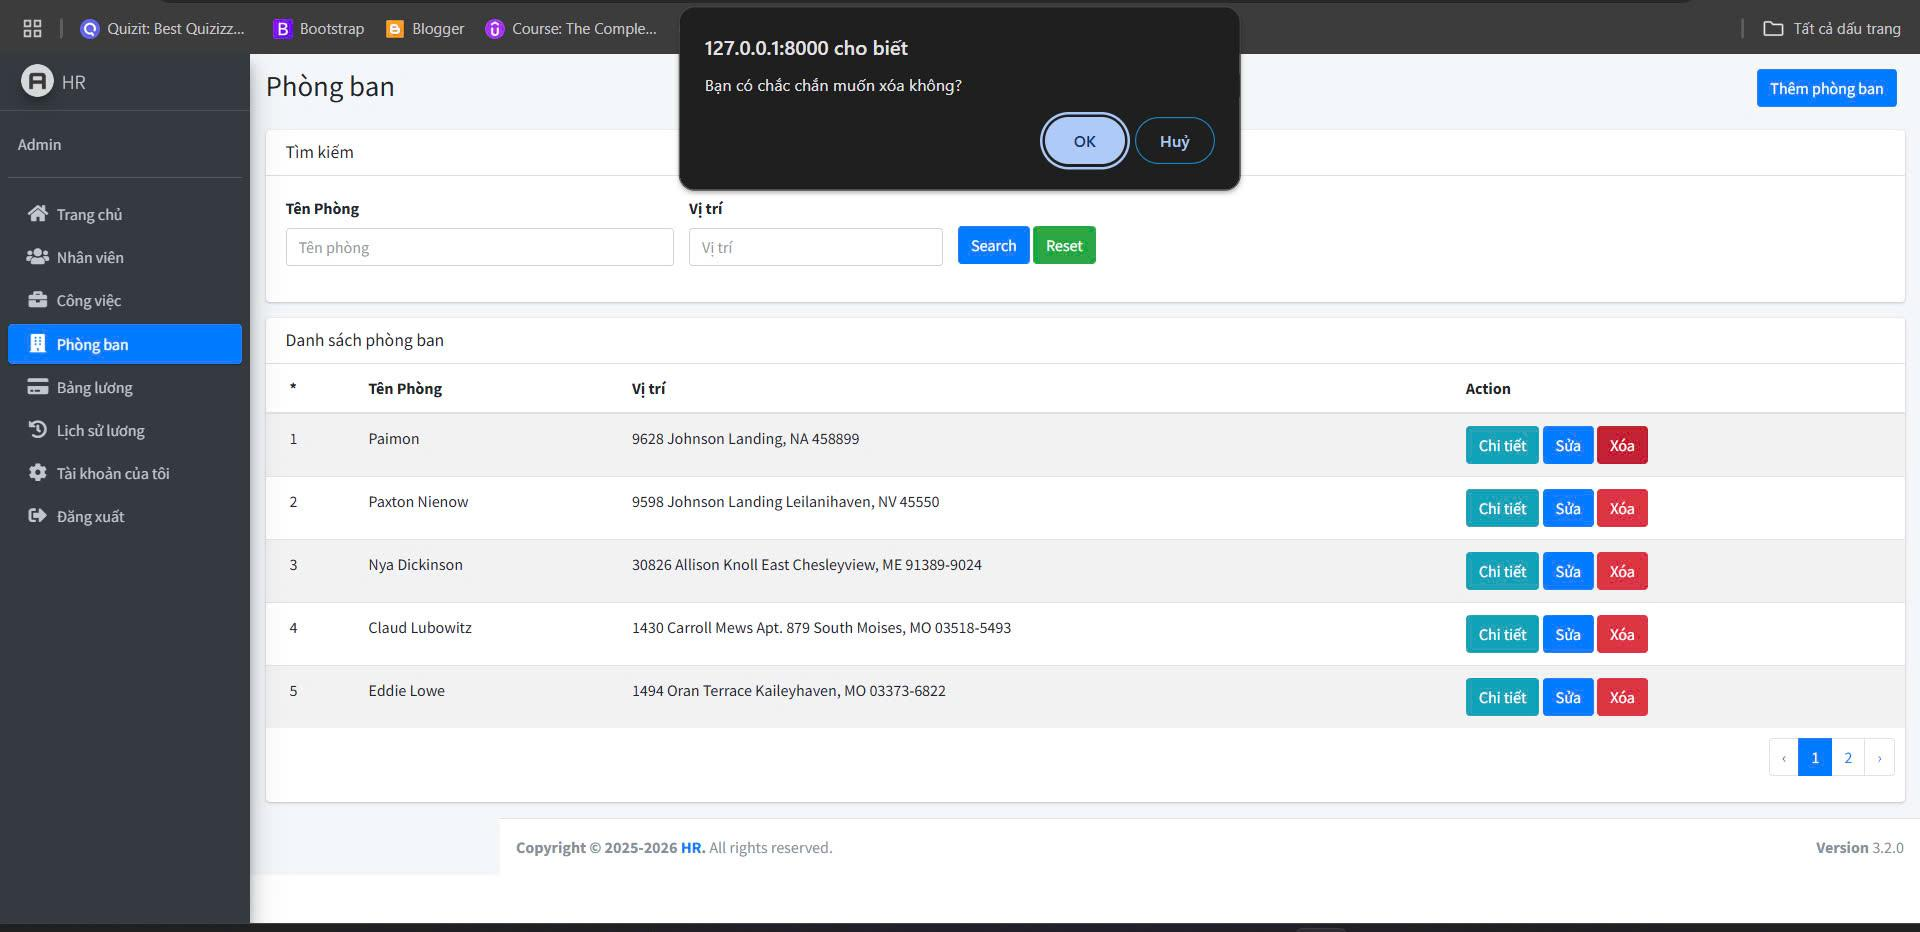 Quizit: Best Quizizz...
Bootstrap
Blogger
Course: The Comple...
Tất cả dấu trang
127.0.0.1:8000 cho biết
Bạn có chắc chắn muốn xóa không?
OK
Huỷ
HR
Admin
Trang chủ
Nhân viên
Công việc
Phòng ban
Bảng lương
Lịch sử lương
Tài khoản của tôi
Đăng xuất
Phòng ban
Thêm phòng ban
Tìm kiếm
Tên Phòng
Vị trí
Tên phòng
Vị trí
Search
Reset
Danh sách phòng ban
* Tên Phòng Vị trí Action
1 Paimon 9628 Johnson Landing, NA 458899 Chi tiết Sửa Xóa
2 Paxton Nienow 9598 Johnson Landing Leilanihaven, NV 45550 Chi tiết Sửa Xóa
3 Nya Dickinson 30826 Allison Knoll East Chesleyview, ME 91389-9024 Chi tiết Sửa Xóa
4 Claud Lubowitz 1430 Carroll Mews Apt. 879 South Moises, MO 03518-5493 Chi tiết Sửa Xóa
5 Eddie Lowe 1494 Oran Terrace Kaileyhaven, MO 03373-6822 Chi tiết Sửa Xóa
‹ 1 2 ›
Copyright © 2025-2026 HR. All rights reserved.
Version 3.2.0